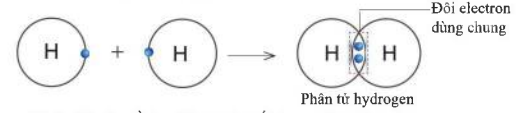 Đôi electron
dùng chung
H + H
H H
Phân tử hydrogen